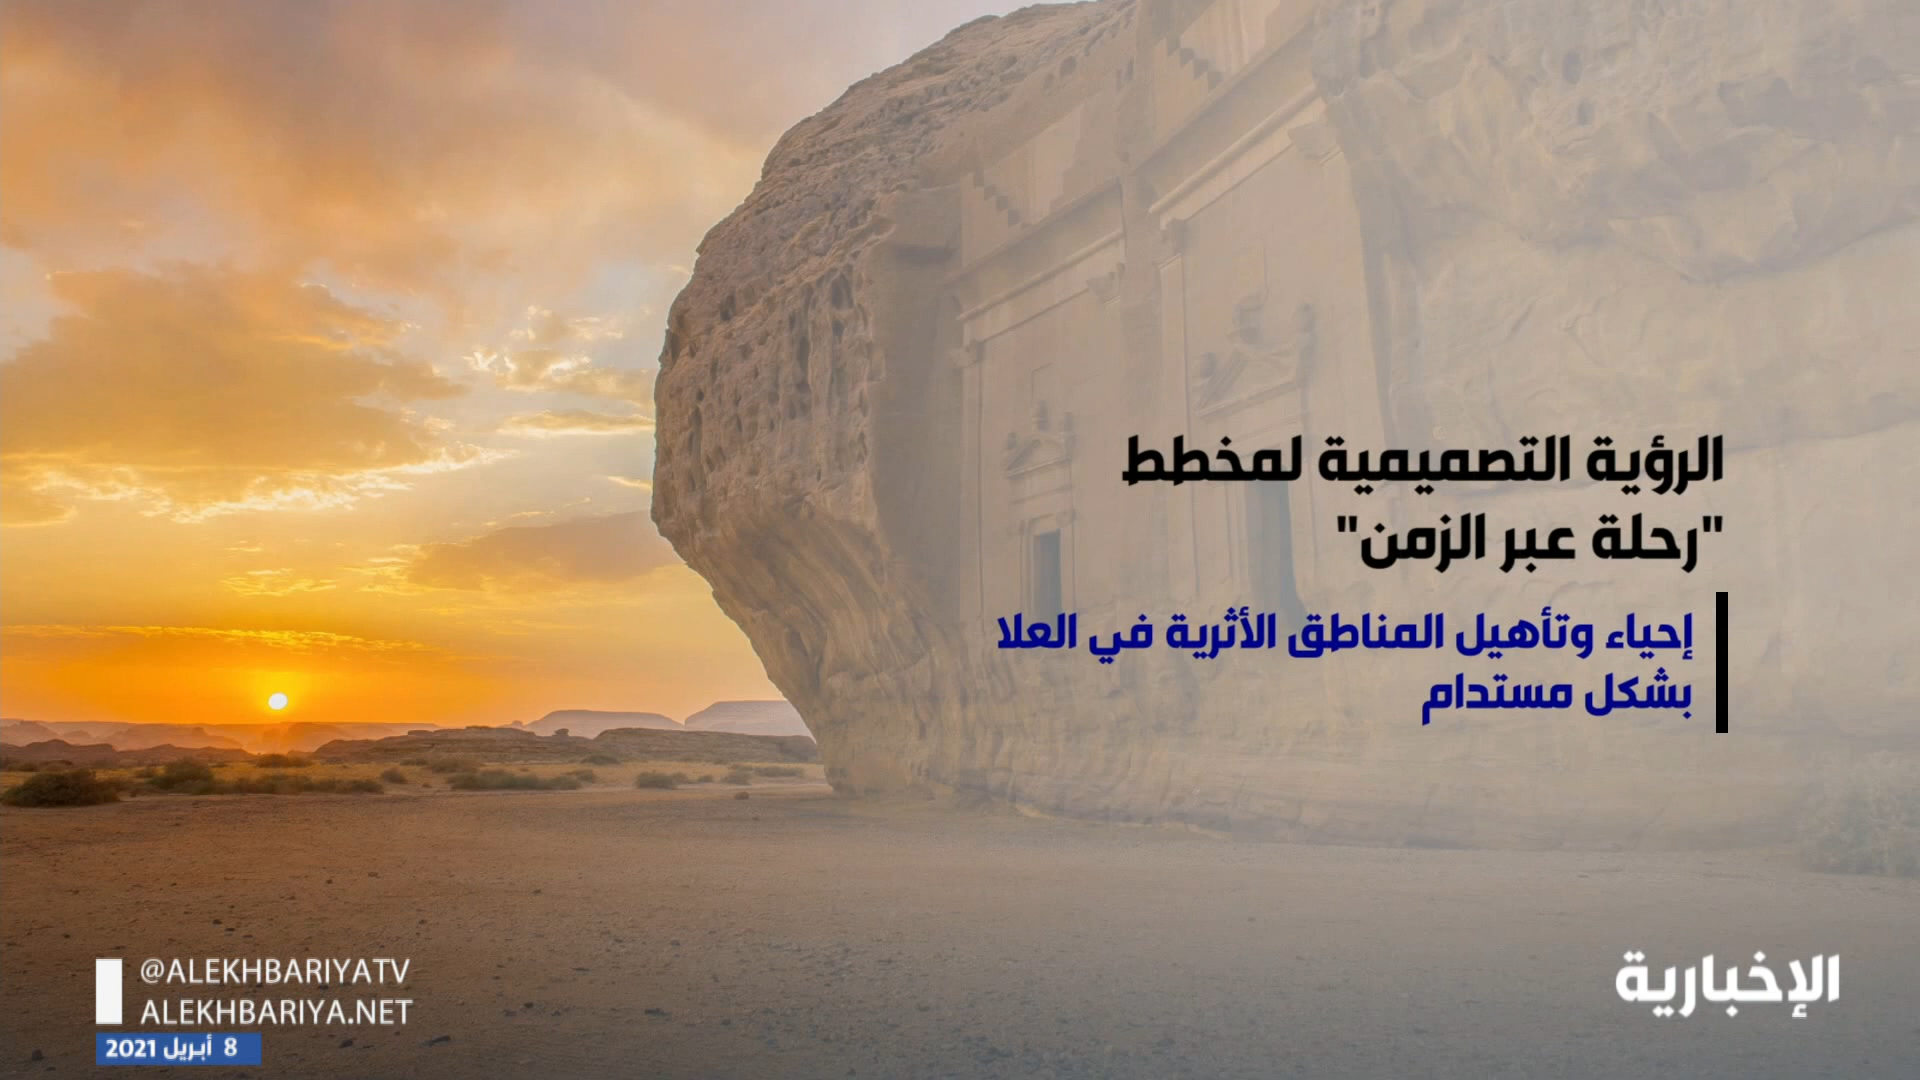 الرؤية التصميمية لمخطط
"رحلة عبر الزمن"
إحياء وتأهيل المناطق الأثرية في العلا
بشكل مستدام
الإخبارية
@ALEKHBARIYATV
ALEKHBARIYA.NET
8 أبريل 2021